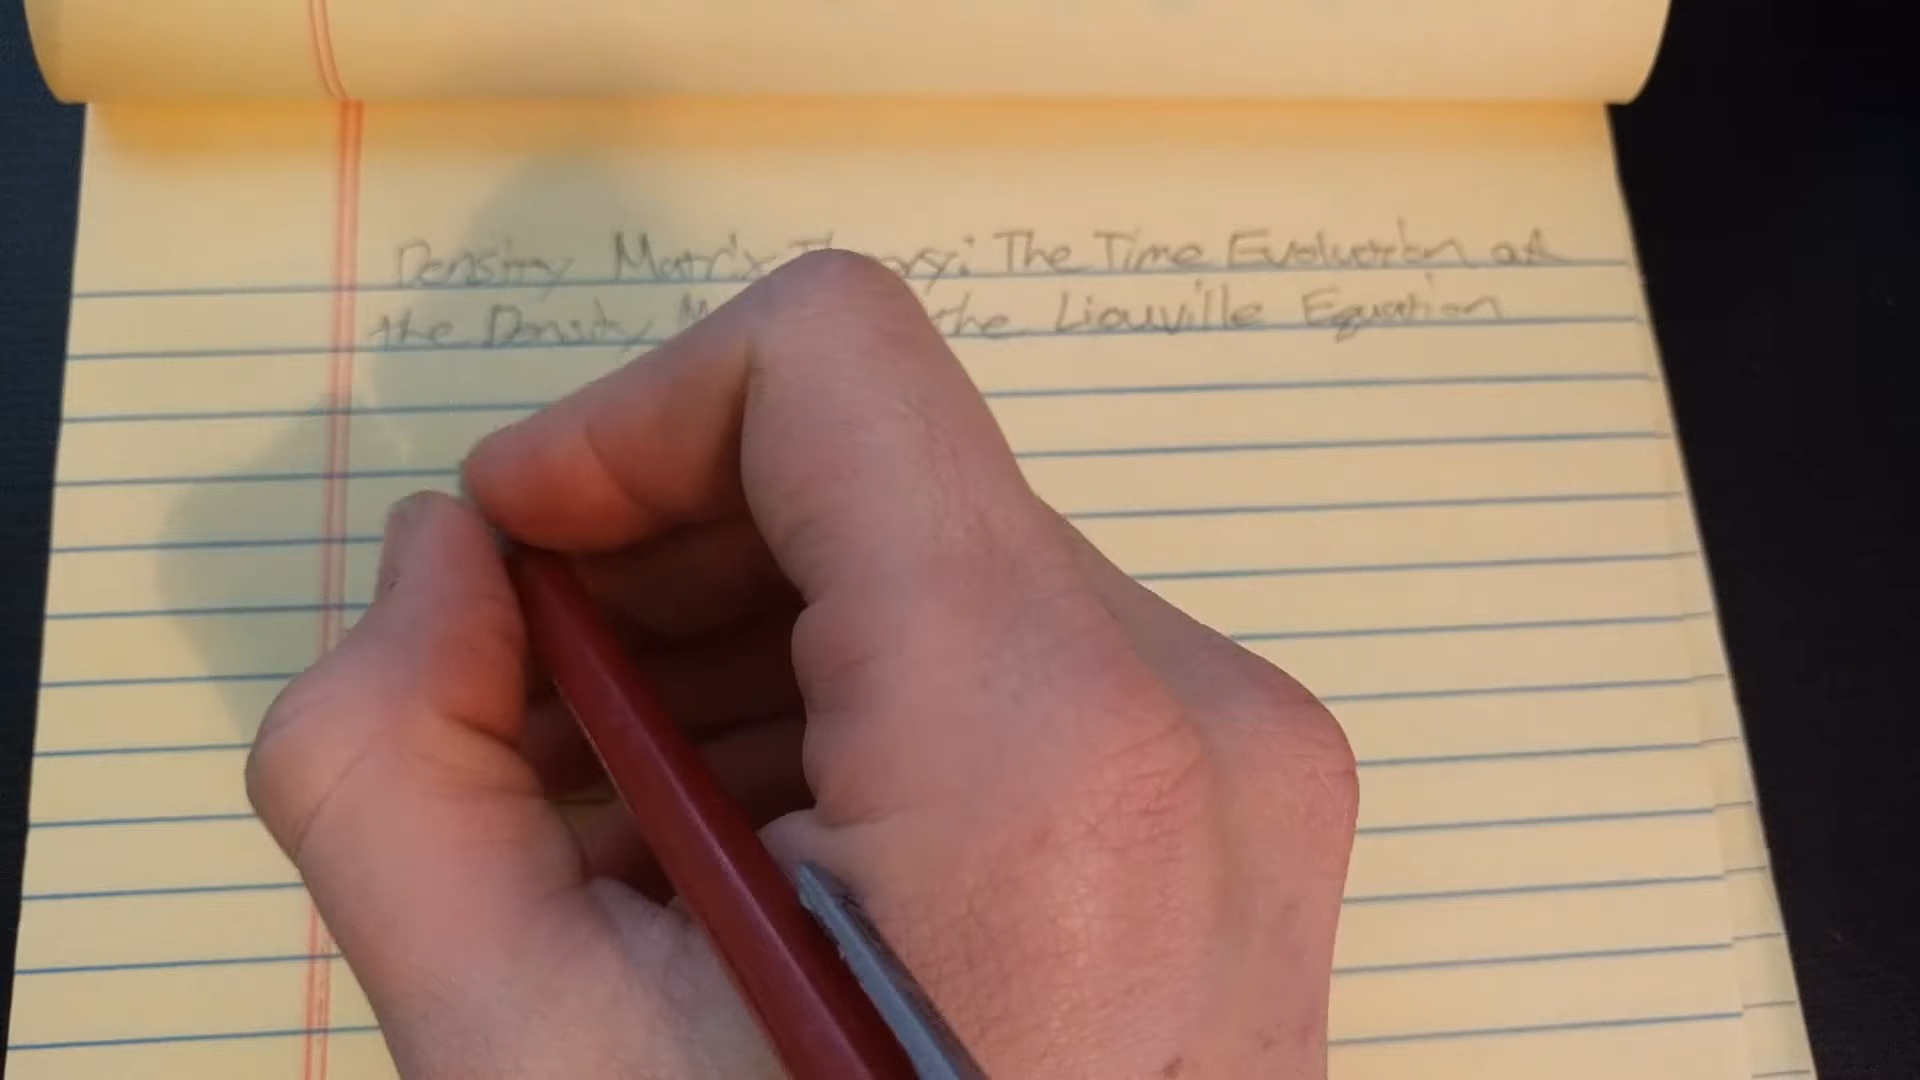 Density Matrix Theory: The Time Evolution of
the Density the Liouville Equation